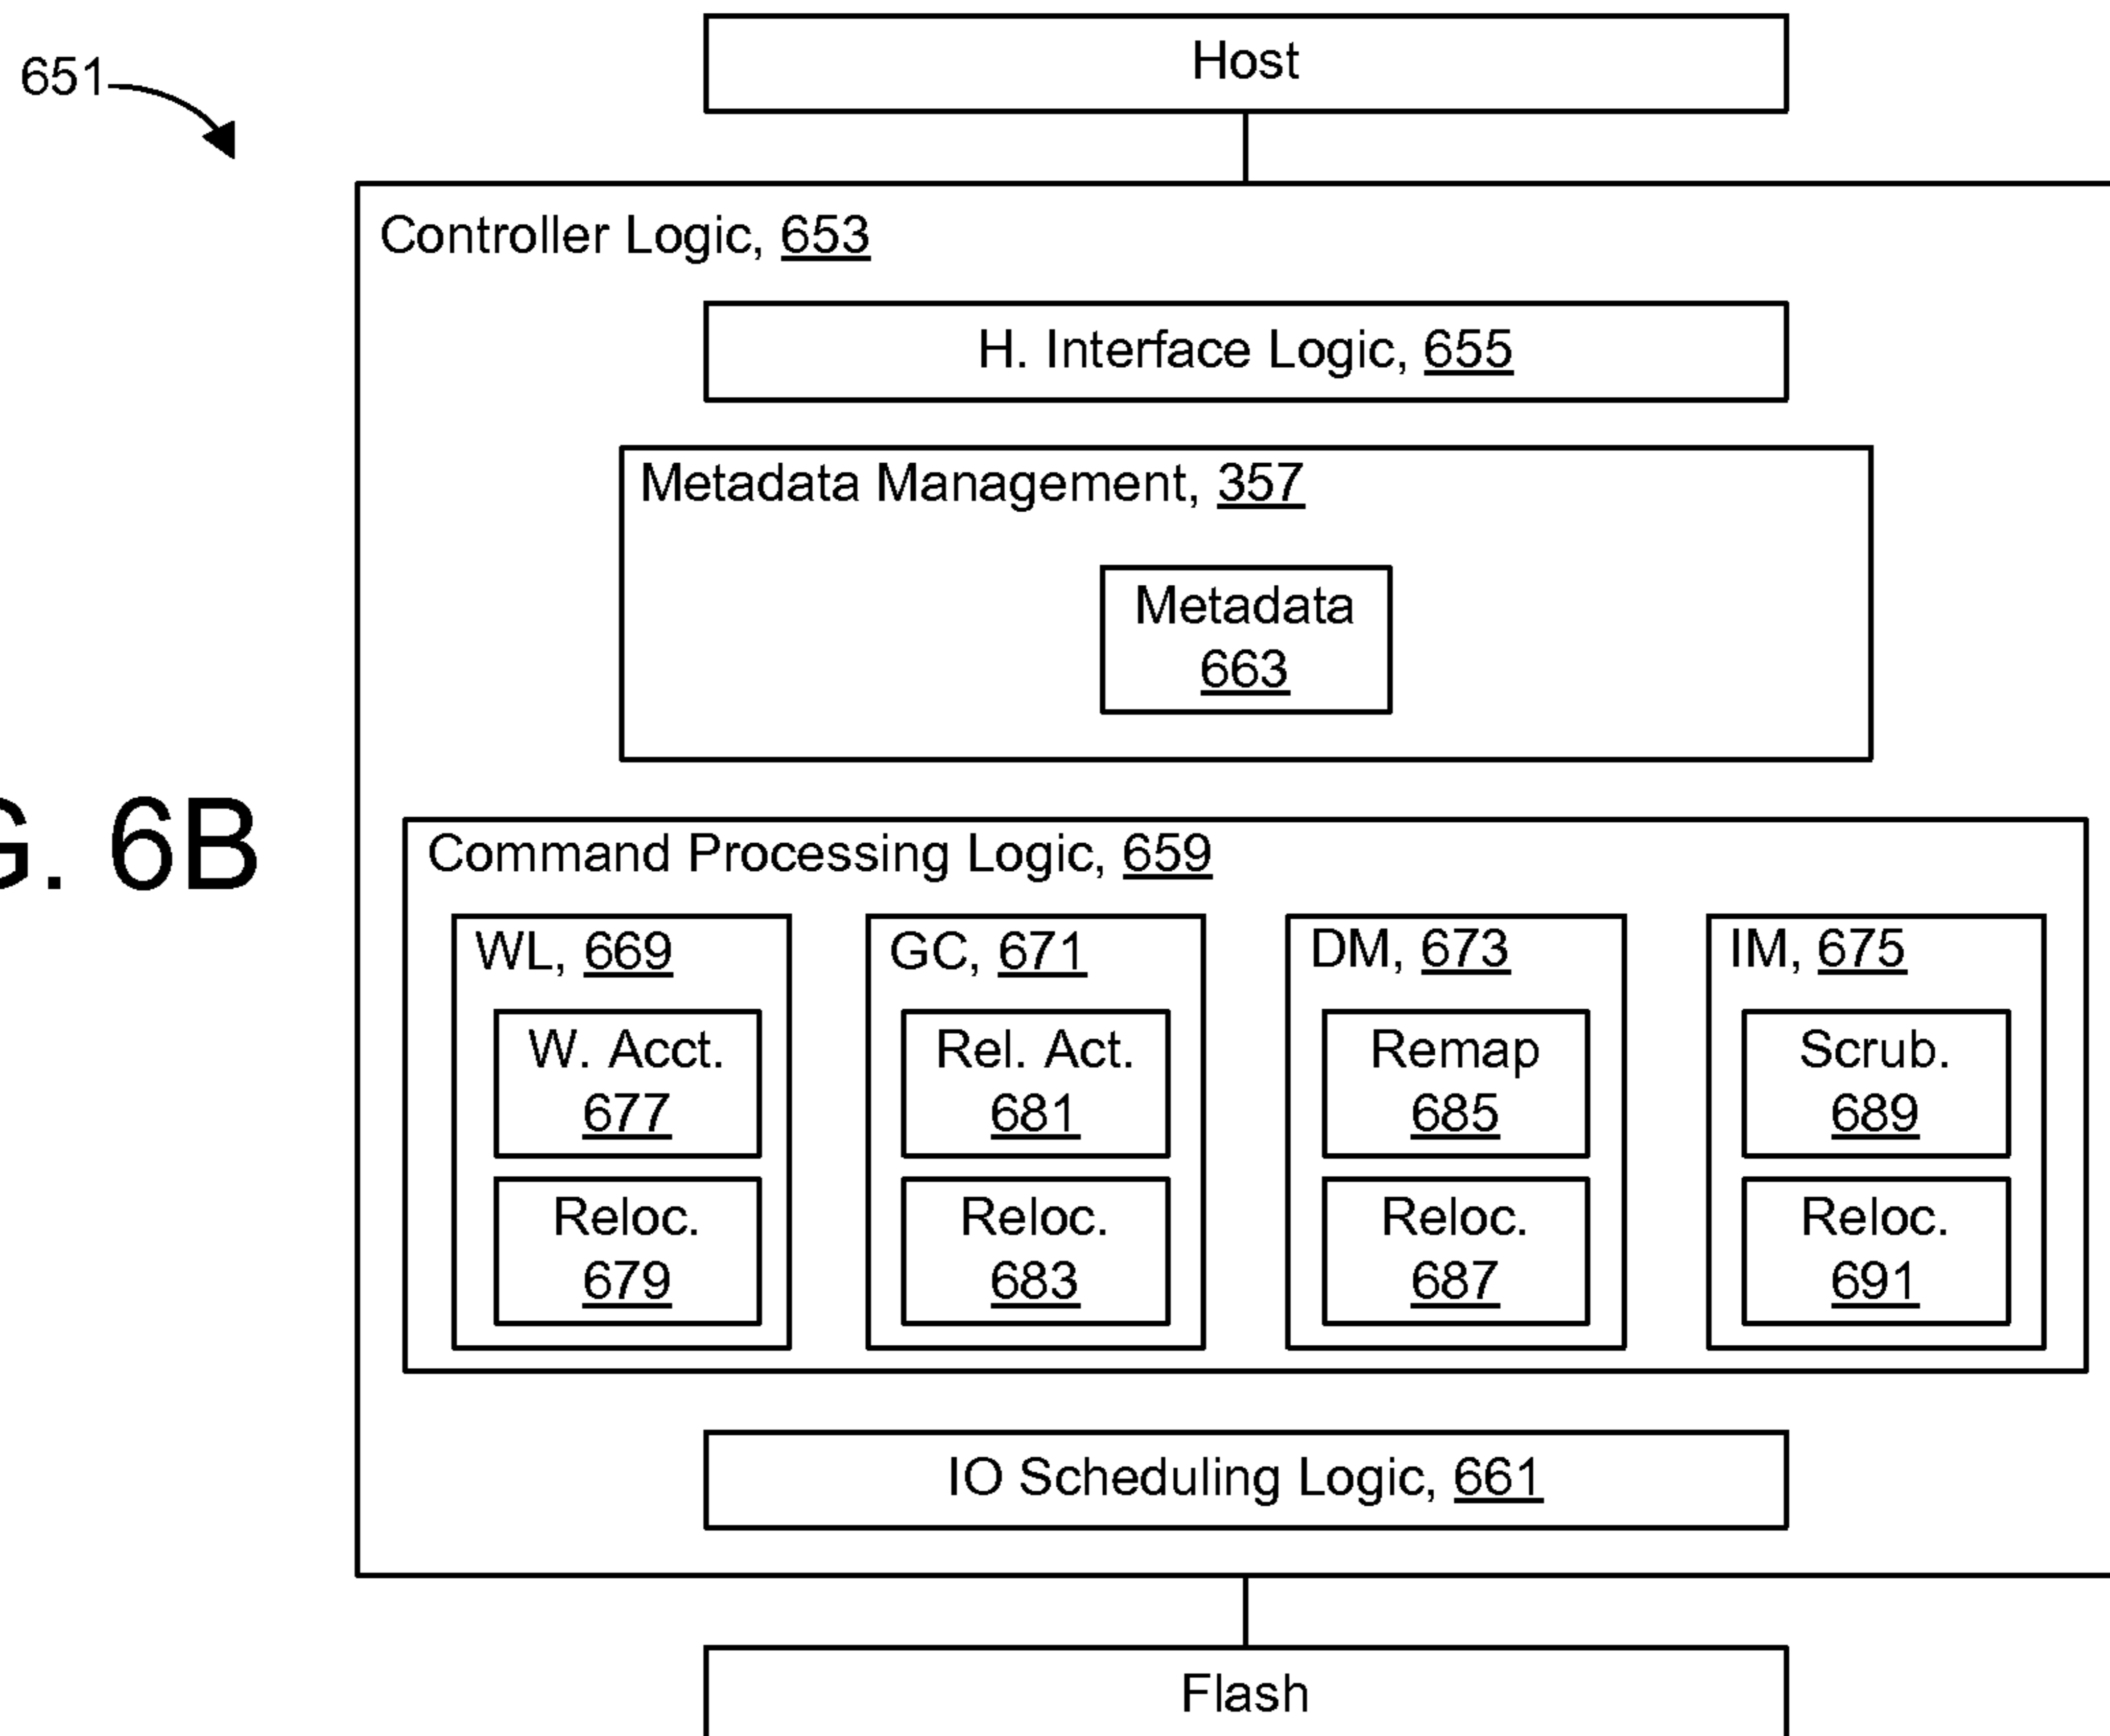 651
Host
Controller Logic, 653
H. Interface Logic, 655
Metadata Management, 357
Metadata
663
G. 6B
Command Processing Logic, 659
WL, 669
W. Acct.
677
Reloc.
679
GC, 671
Rel. Act.
681
Reloc.
683
DM, 673
Remap
685
Reloc.
687
IM, 675
Scrub.
689
Reloc.
691
IO Scheduling Logic, 661
Flash